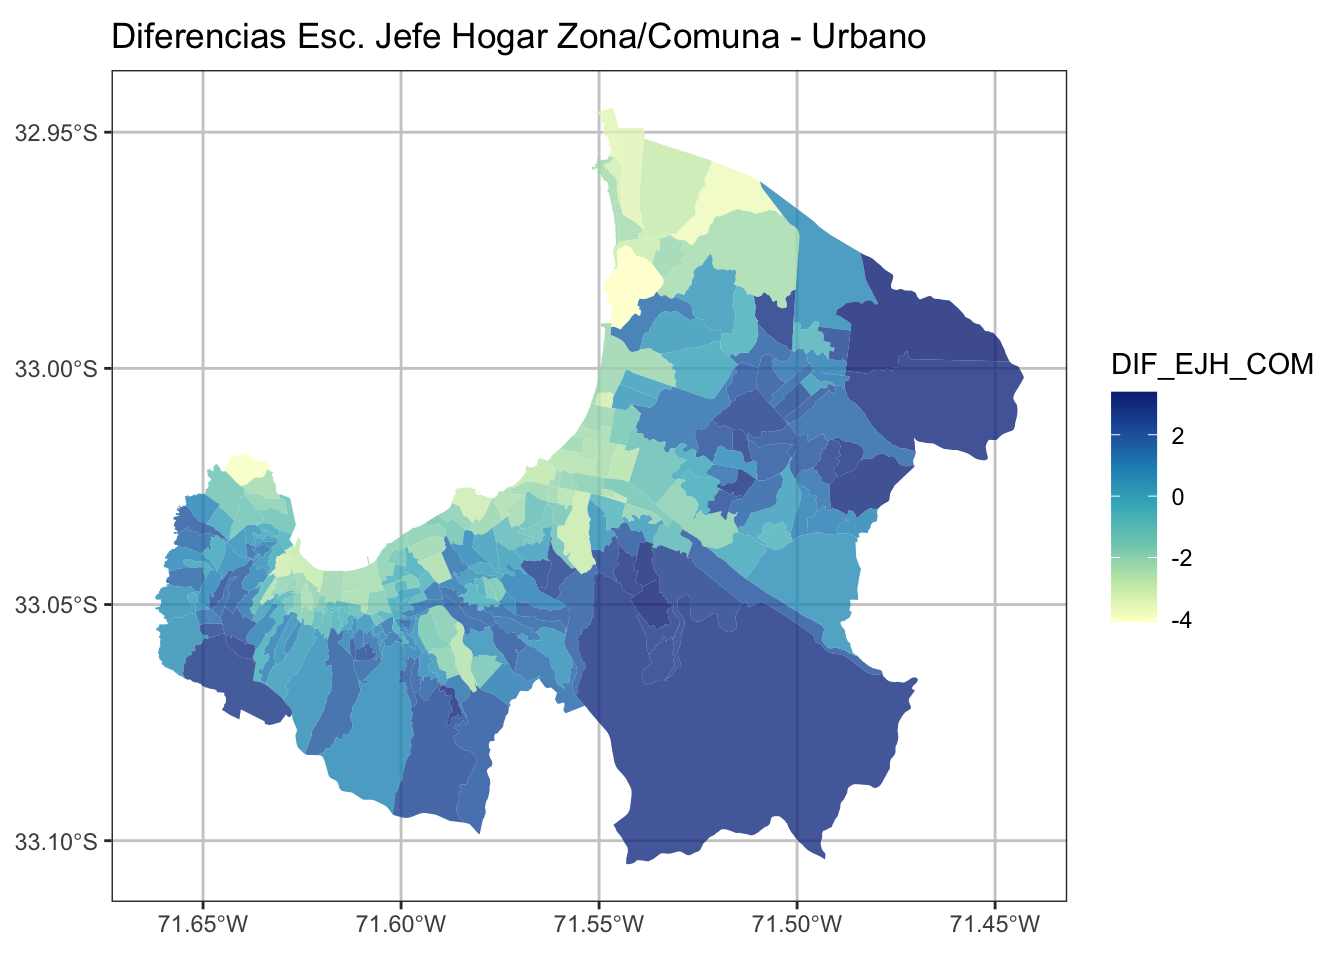 Diferencias Esc. Jefe Hogar Zona/Comuna - Urbano
32.95°S
33.00°S
33.05°S
33.10°S
71.65°W
71.60°W
71.55°W
71.50°W
71.45°W
DIF_EJH_COM
2
0
-2
-4